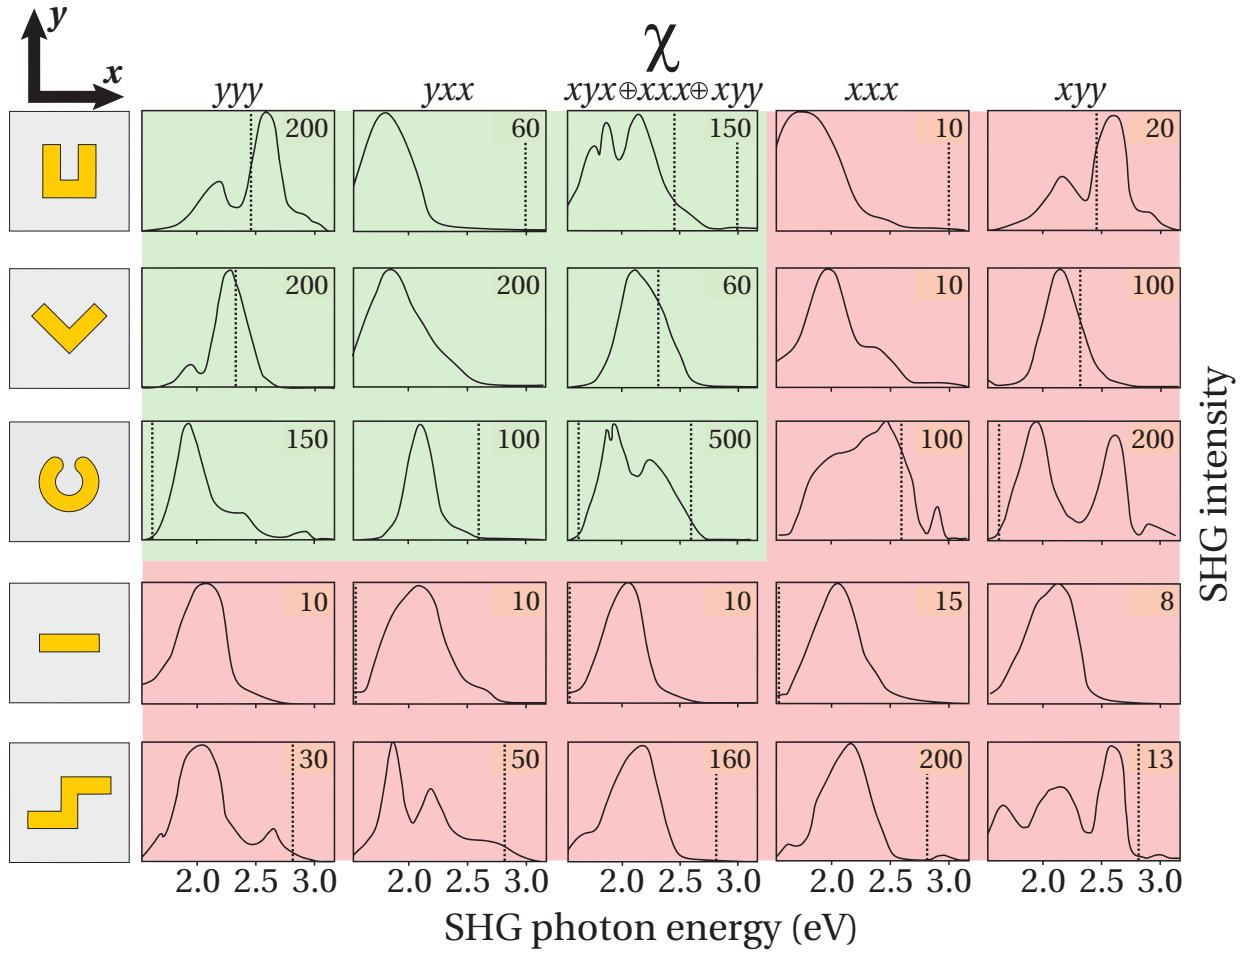 y
x
χ
yyy yxx xyx⊕xxx⊕xyy xxx xyy
200 60 150 10 20
200 200 60 10 100
150 100 500 100 200
10 10 10 15 8
30 50 160 200 13
2.0 2.5 3.0 2.0 2.5 3.0 2.0 2.5 3.0 2.0 2.5 3.0 2.0 2.5 3.0
SHG photon energy (eV)
SHG intensity